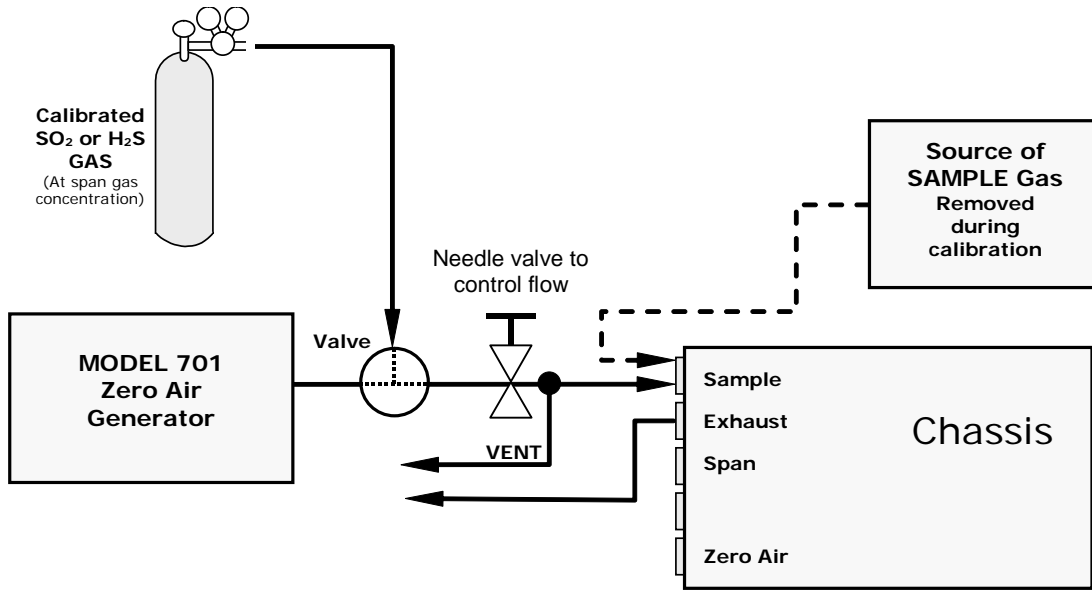 Calibrated
SO₂ or H₂S
GAS
(At span gas
concentration)
Source of
SAMPLE Gas
Removed
during
calibration
Needle valve to
control flow
MODEL 701
Zero Air
Generator
Valve
VENT
Sample
Exhaust
Span
Zero Air
Chassis